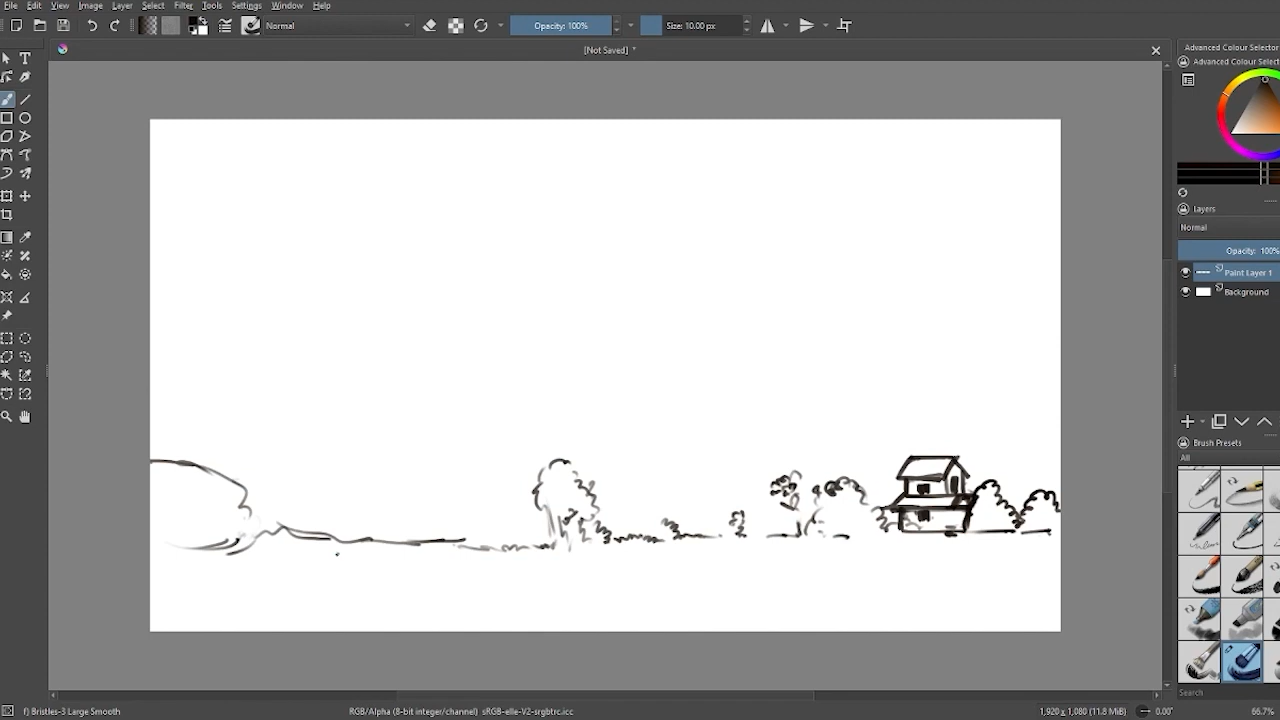 File Edit View Image Layer Select Filter Tools Settings Window Help
Normal Opacity: 100% Size: 10.00 px
[Not Saved] *
Advanced Colour Selector
Advanced Colour Selec
Layers
Normal
Opacity: 100%
Paint Layer 1
Background
Brush Presets
All
Search
f) Bristles-3 Large Smooth RGB/Alpha (8-bit integer/channel) sRGB-elle-V2-srgbtrc.icc 1,920 x 1,080 (11.8 MiB) 0.00° 66.7%